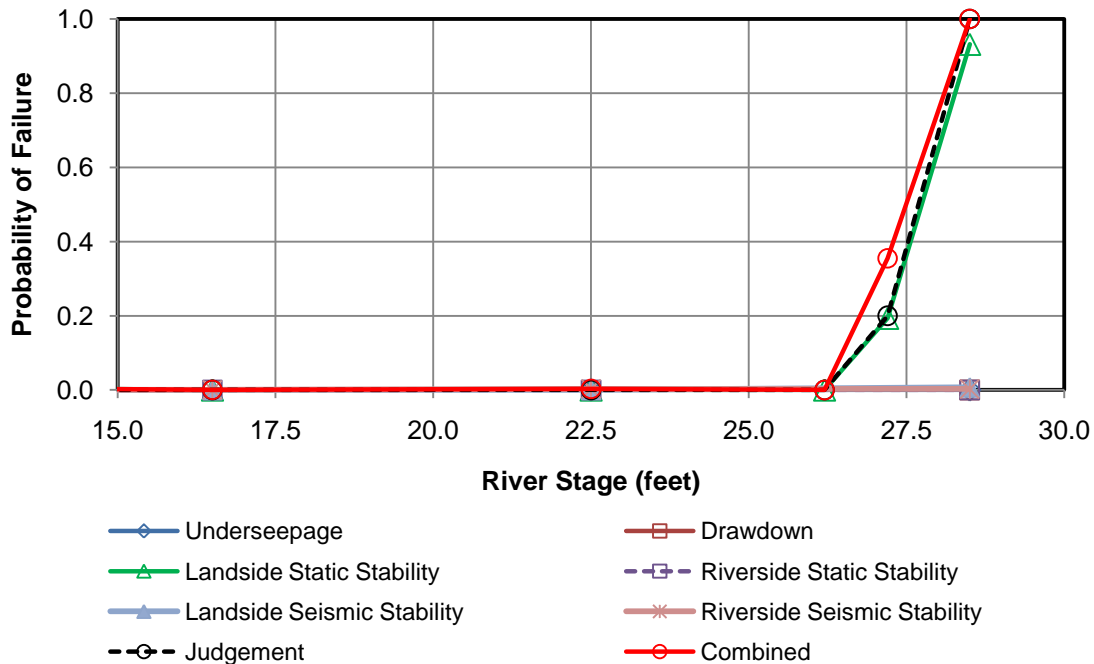 1.0
0.8
0.6
0.4
0.2
0.0
Probability of Failure
15.0 17.5 20.0 22.5 25.0 27.5 30.0
River Stage (feet)
Underseepage Drawdown
Landside Static Stability Riverside Static Stability
Landside Seismic Stability Riverside Seismic Stability
Judgement Combined